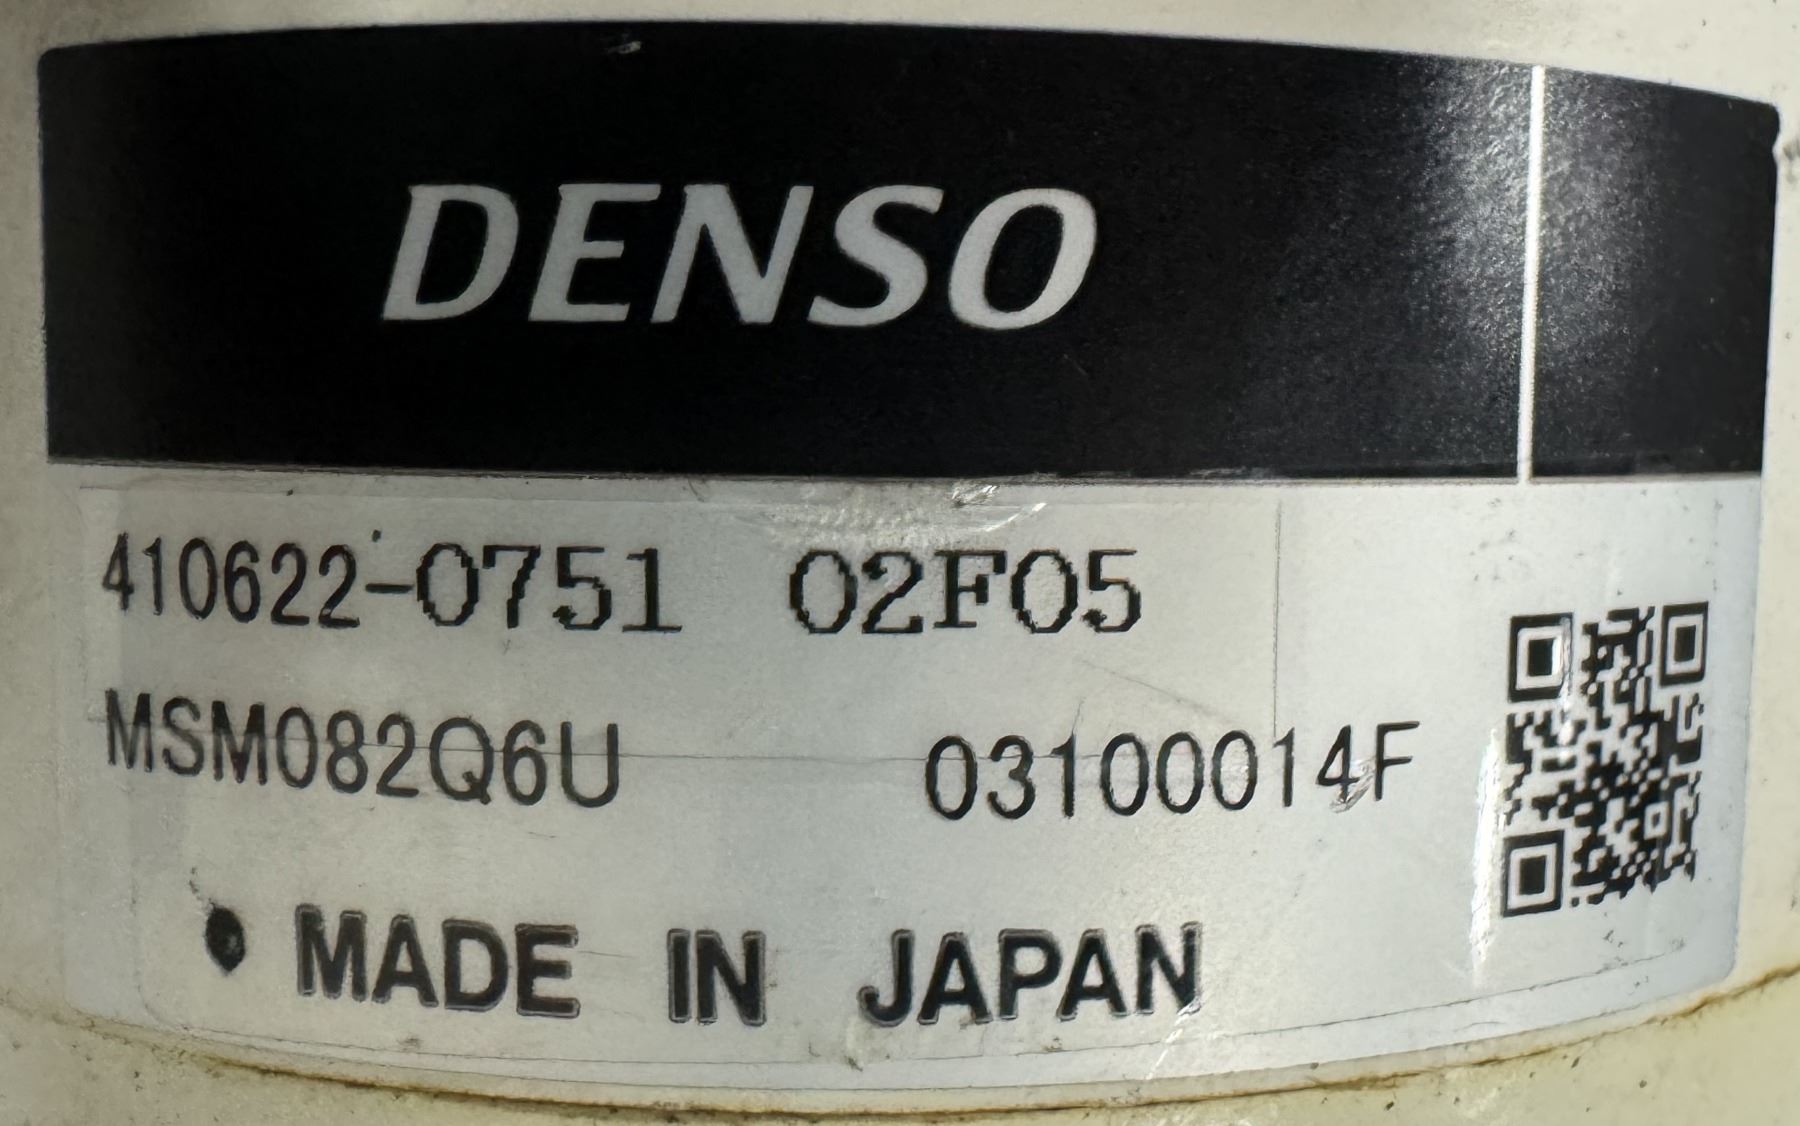 DENSO
410622-0751 02F05
MSM082Q6U 03100014F
● MADE IN JAPAN